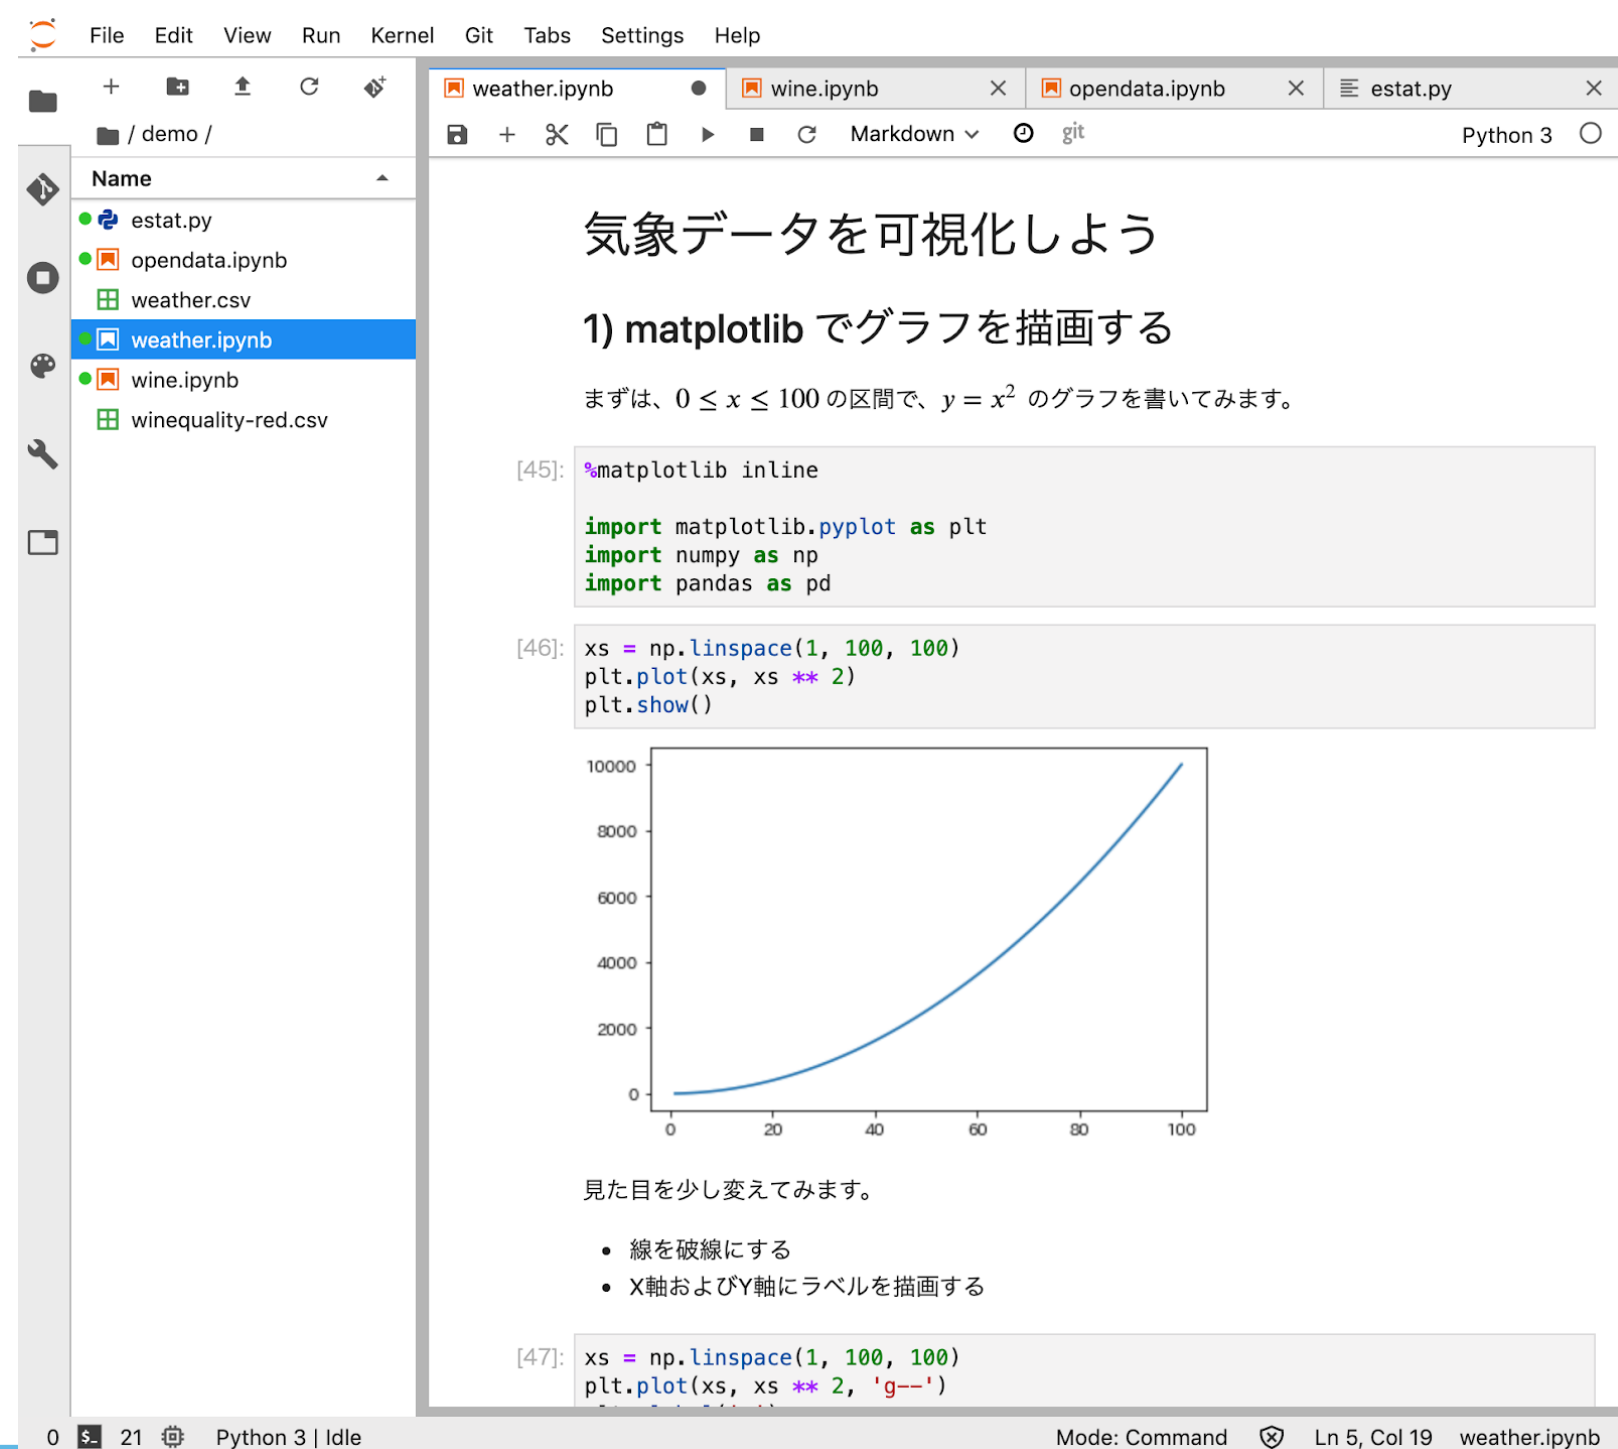 File Edit View Run Kernel Git Tabs Settings Help
weather.ipynb wine.ipynb opendata.ipynb estat.py
/ demo /
Markdown git Python 3
Name
estat.py
opendata.ipynb
weather.csv
weather.ipynb
wine.ipynb
winequality-red.csv
気象データを可視化しよう
1) matplotlib でグラフを描画する
まずは、0 ≤ x ≤ 100 の区間で、y = x² のグラフを書いてみます。
[45]: %matplotlib inline
import matplotlib.pyplot as plt
import numpy as np
import pandas as pd
[46]: xs = np.linspace(1, 100, 100)
plt.plot(xs, xs ** 2)
plt.show()
10000
8000
6000
4000
2000
0
0 20 40 60 80 100
見た目を少し変えてみます。
• 線を破線にする
• X軸およびY軸にラベルを描画する
[47]: xs = np.linspace(1, 100, 100)
plt.plot(xs, xs ** 2, 'g--')
0 $_ 21 Python 3 | Idle Mode: Command Ln 5, Col 19 weather.ipynb